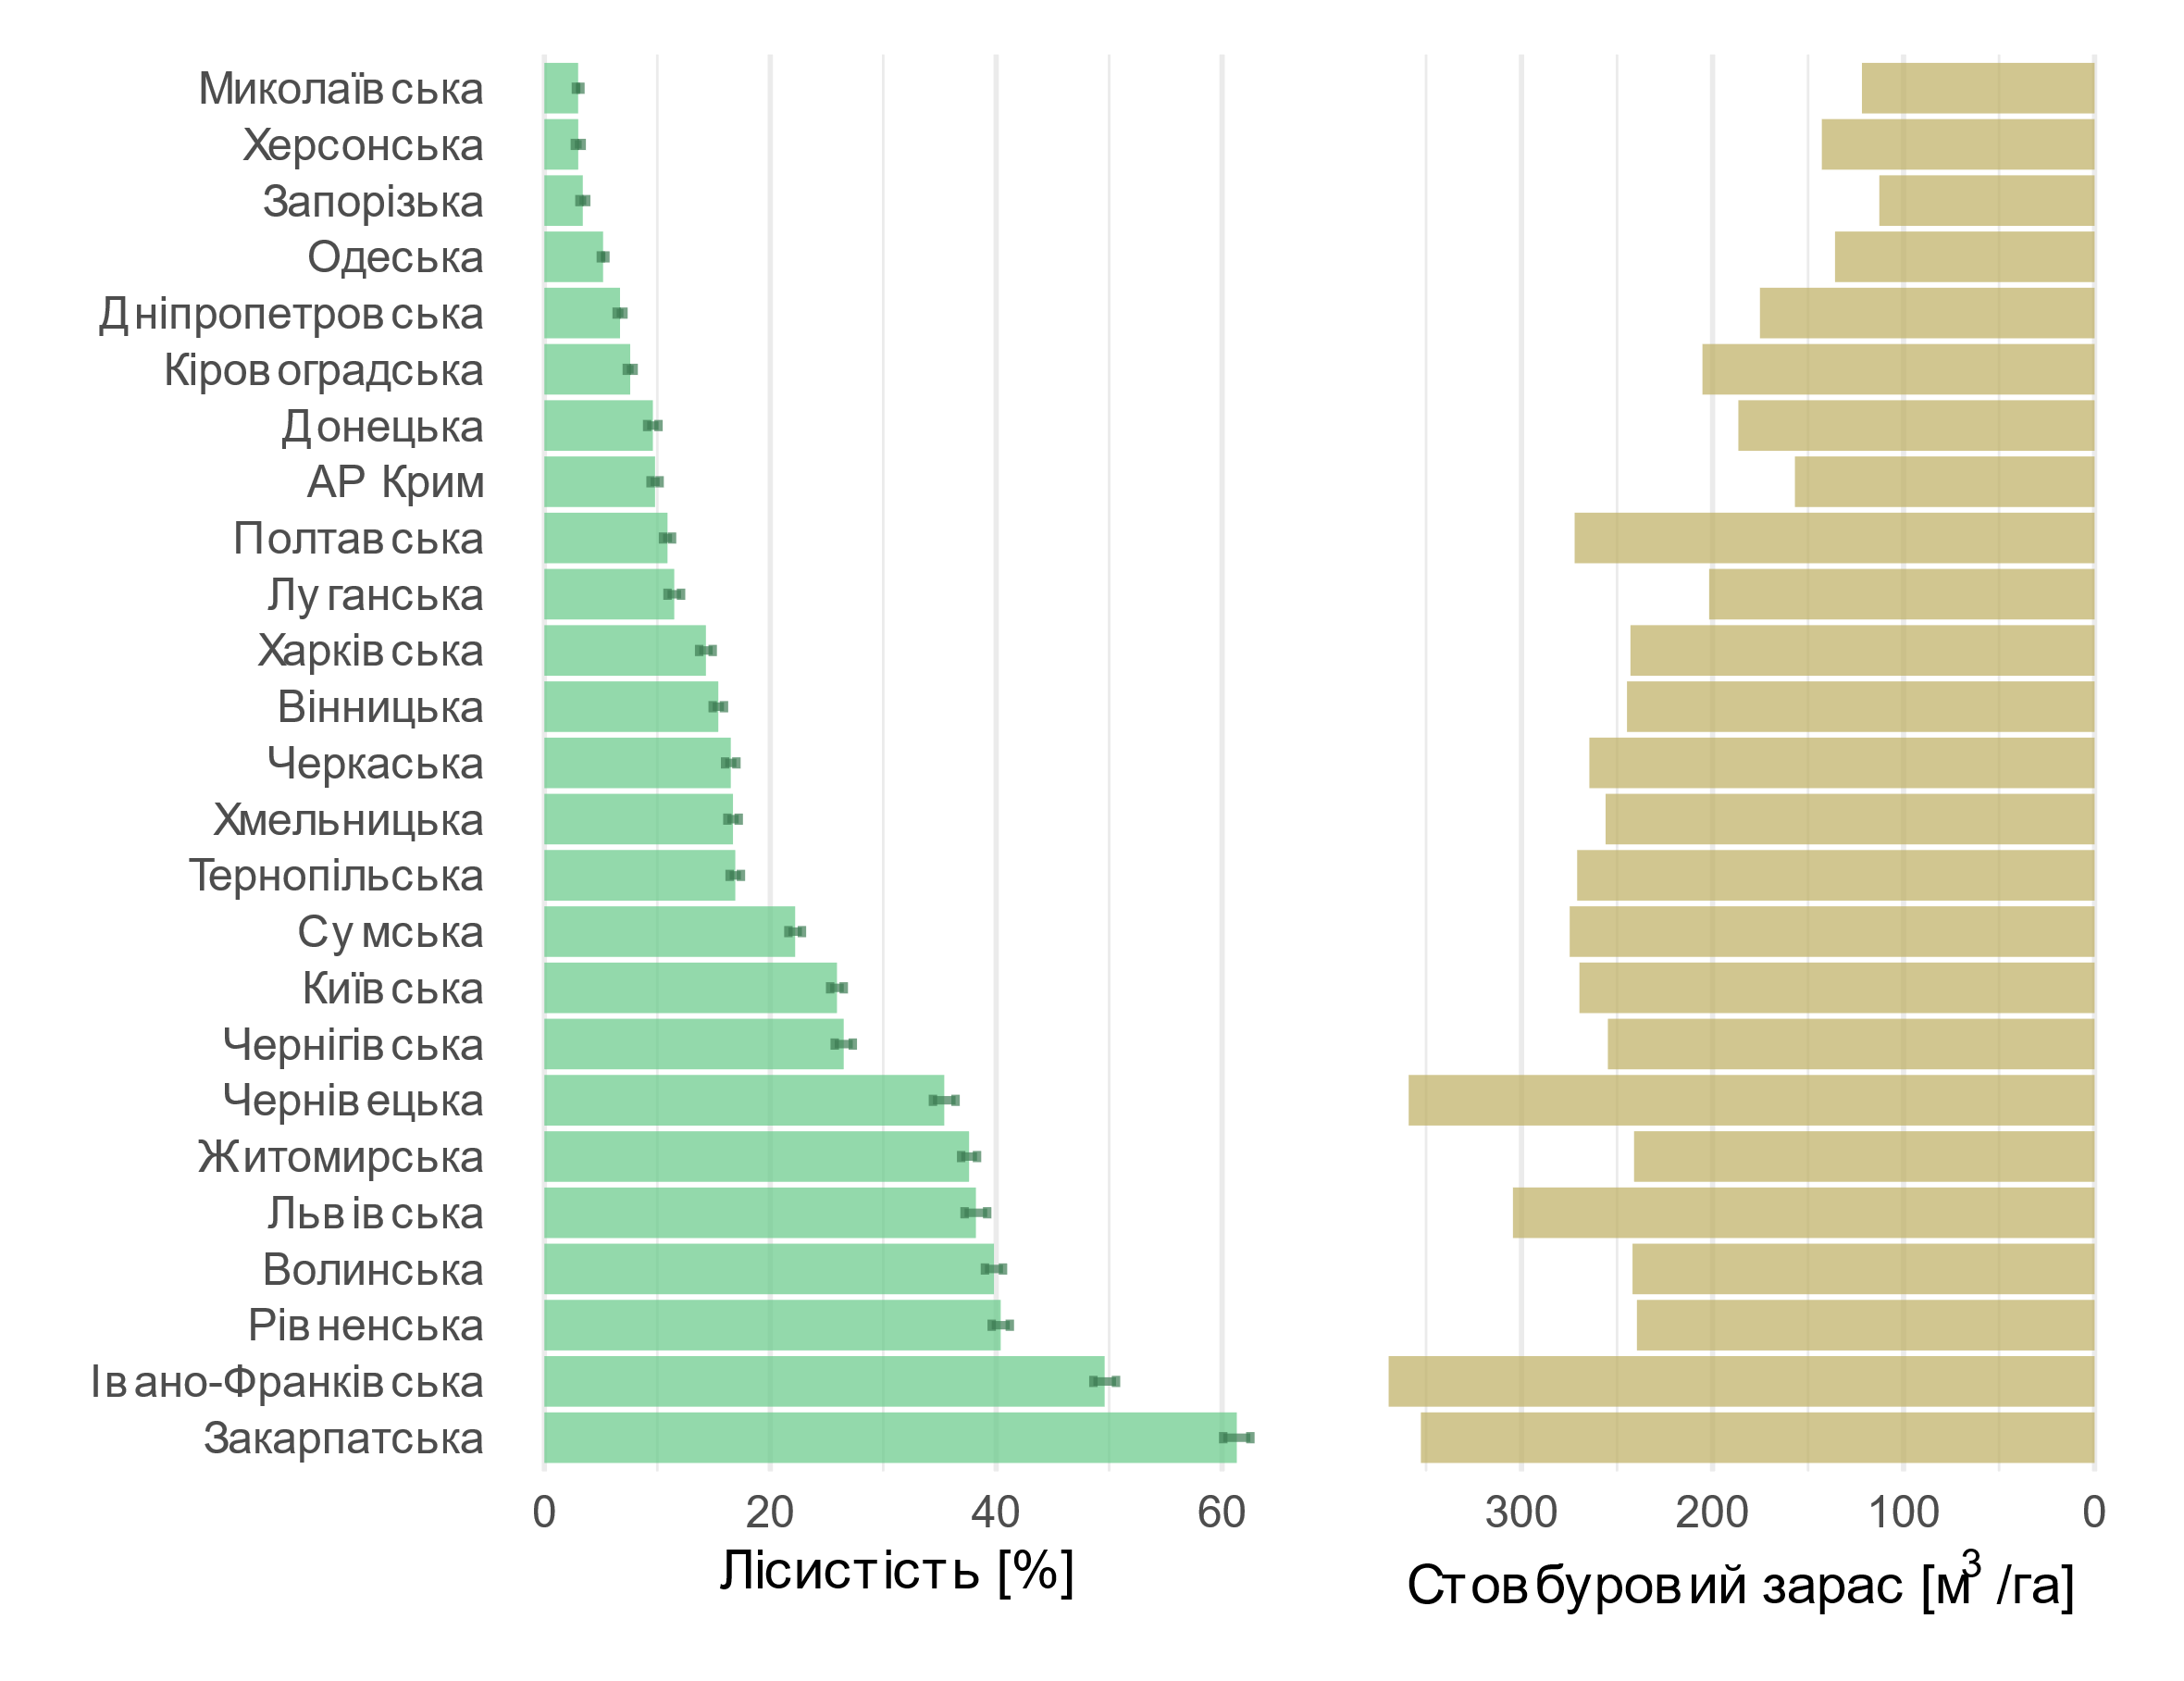 Миколаївська
Херсонська
Запорізька
Одеська
Дніпропетровська
Кіровоградська
Донецька
АР Крим
Полтавська
Луганська
Харківська
Вінницька
Черкаська
Хмельницька
Тернопільська
Сумська
Київська
Чернігівська
Чернівецька
Житомирська
Львівська
Волинська
Рівненська
Івано-Франківська
Закарпатська
0 20 40 60 300 200 100 0
Лісистість [%]
Стовбуровий зарас [м³/га]